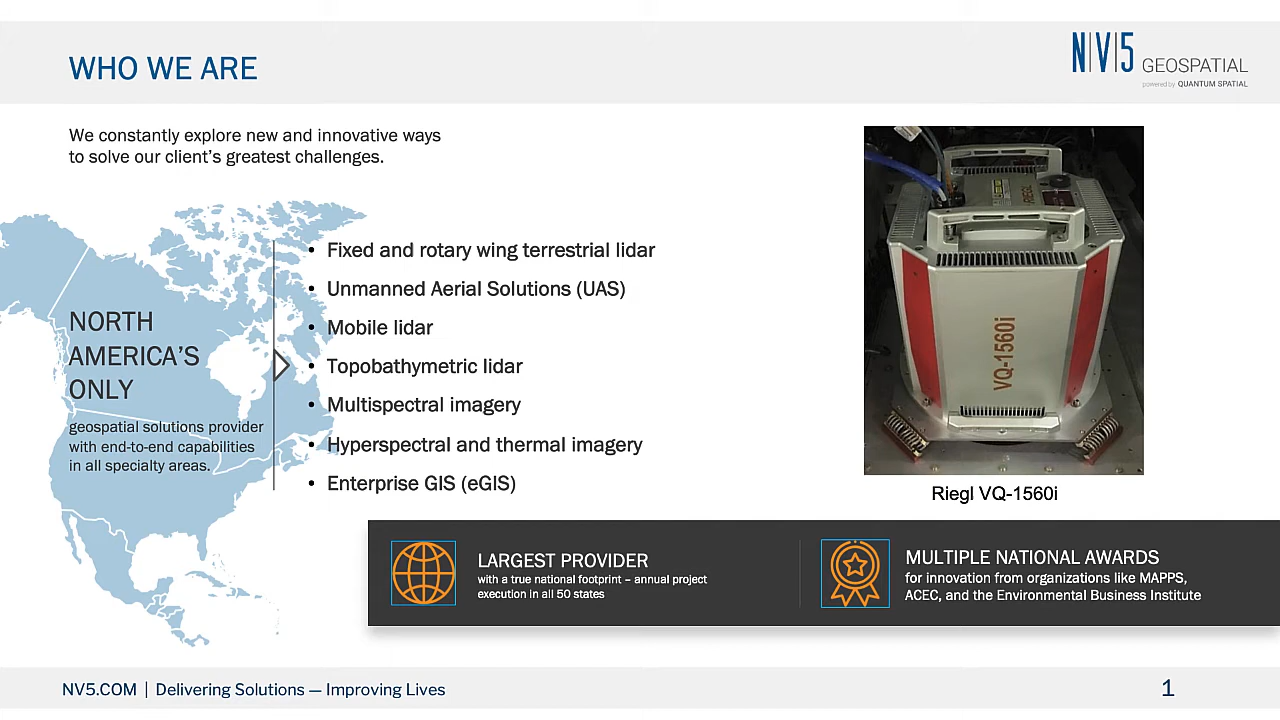 WHO WE ARE
NV5 GEOSPATIAL
powered by QUANTUM SPATIAL
We constantly explore new and innovative ways
to solve our client's greatest challenges.
NORTH
AMERICA'S
ONLY
geospatial solutions provider
with end-to-end capabilities
in all specialty areas.
• Fixed and rotary wing terrestrial lidar
• Unmanned Aerial Solutions (UAS)
• Mobile lidar
• Topobathymetric lidar
• Multispectral imagery
• Hyperspectral and thermal imagery
• Enterprise GIS (eGIS)
RIEGL
VQ-1560i
Riegl VQ-1560i
LARGEST PROVIDER
with a true national footprint – annual project
execution in all 50 states
MULTIPLE NATIONAL AWARDS
for innovation from organizations like MAPPS,
ACEC, and the Environmental Business Institute
NV5.COM | Delivering Solutions — Improving Lives
1